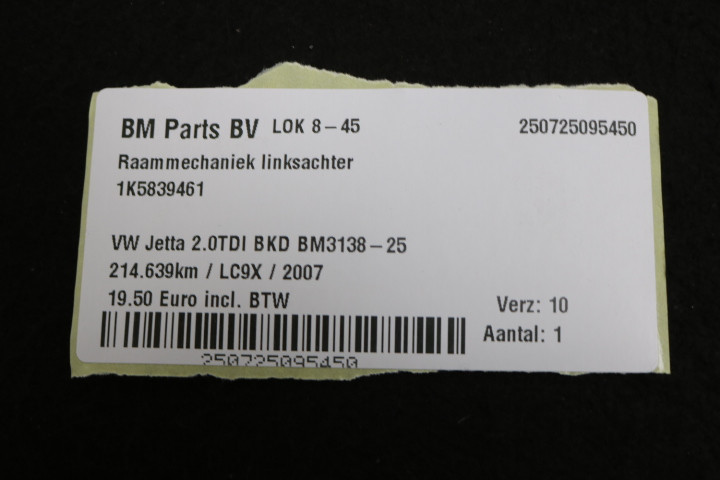 BM Parts BV LOK 8-45 250725095450
Raammechaniek linksachter
1K5839461
VW Jetta 2.0TDI BKD BM3138-25
214.639km / LC9X / 2007
19.50 Euro incl. BTW
Verz: 10
Aantal: 1
250725095450